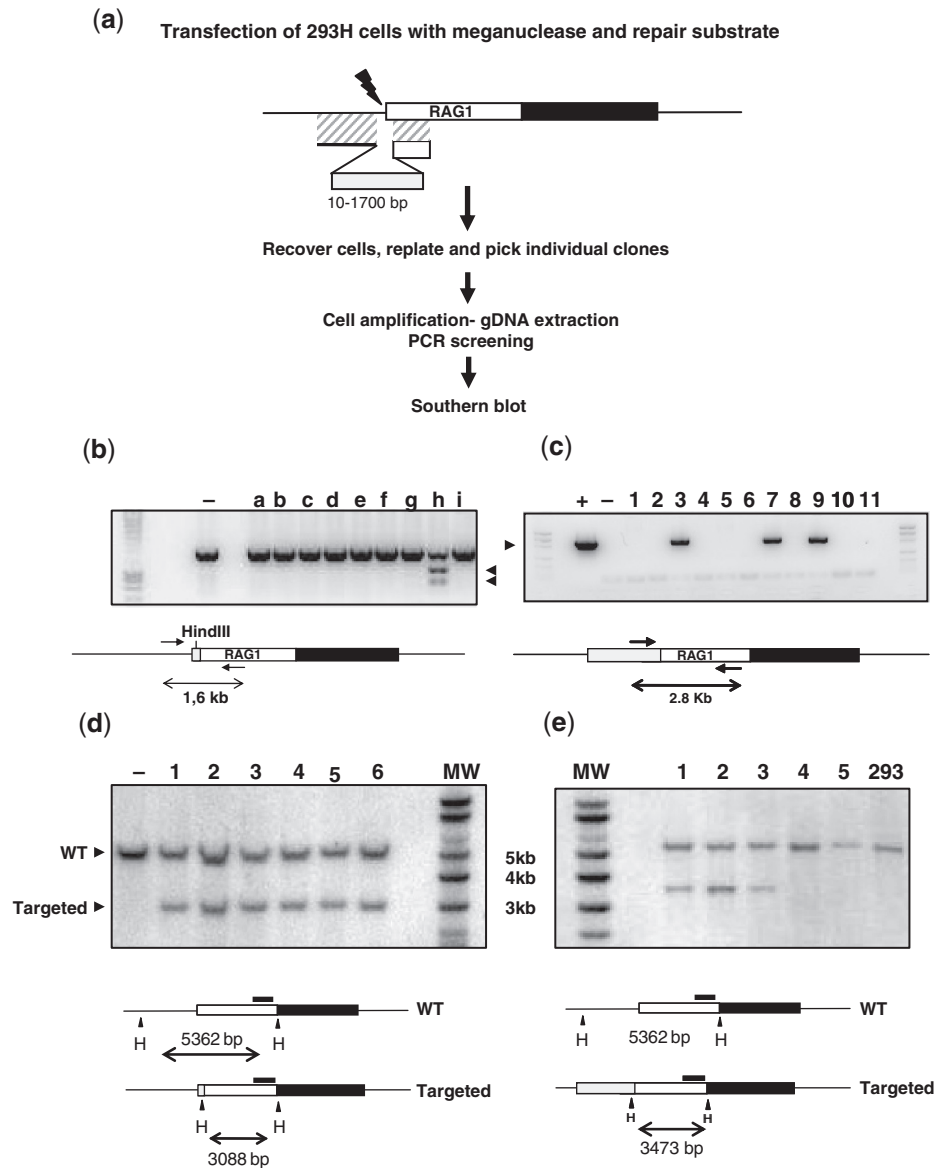 (a)
Transfection of 293H cells with meganuclease and repair substrate
RAG1
10-1700 bp
Recover cells, replate and pick individual clones
Cell amplification- gDNA extraction
PCR screening
Southern blot
(b)
– a b c d e f g h i
HindIII
RAG1
1,6 kb
(c)
+ – 1 2 3 4 5 6 7 8 9 10 11
RAG1
2.8 Kb
(d)
– 1 2 3 4 5 6 MW
WT
Targeted
WT
H H
5362 bp
Targeted
H H
3088 bp
(e)
MW 1 2 3 4 5 293
5kb
4kb
3kb
WT
H H
5362 bp
Targeted
H H
3473 bp